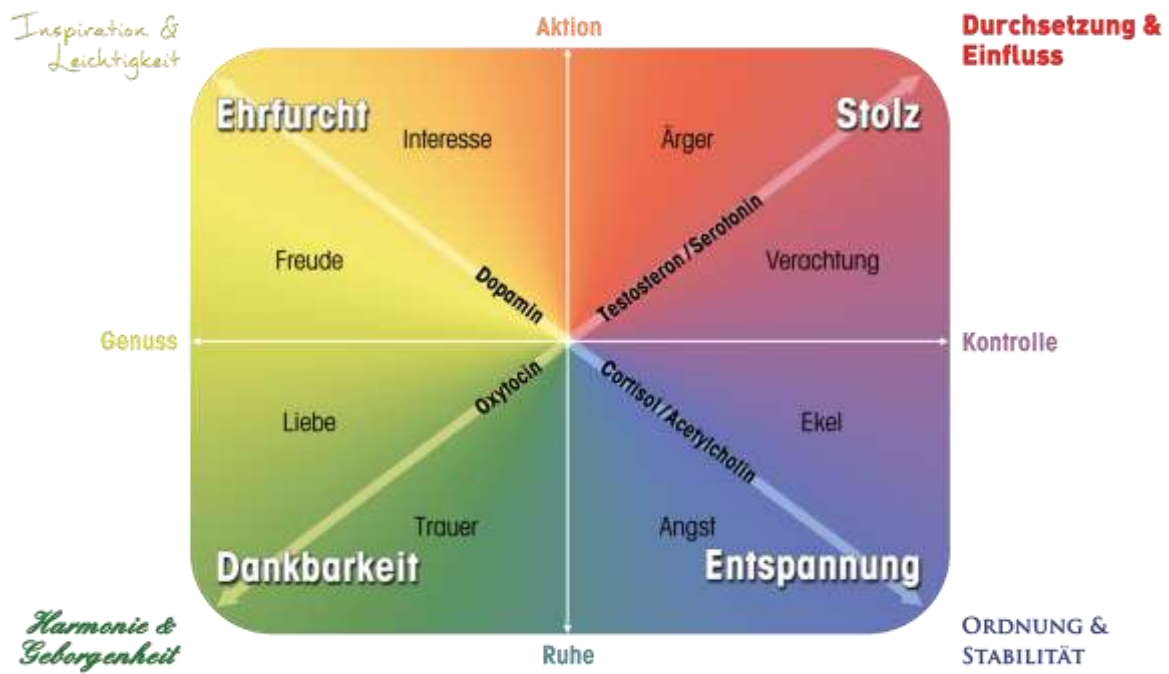 Inspiration &
Leichtigkeit
Aktion
Durchsetzung &
Einfluss
Ehrfurcht
Stolz
Interesse
Ärger
Freude
Verachtung
Dopamin
Testosteron/Serotonin
Genuss
Kontrolle
Oxytocin
Cortisol/Acetylcholin
Liebe
Ekel
Trauer
Angst
Dankbarkeit
Entspannung
Harmonie &
Geborgenheit
Ruhe
ORDNUNG &
STABILITÄT